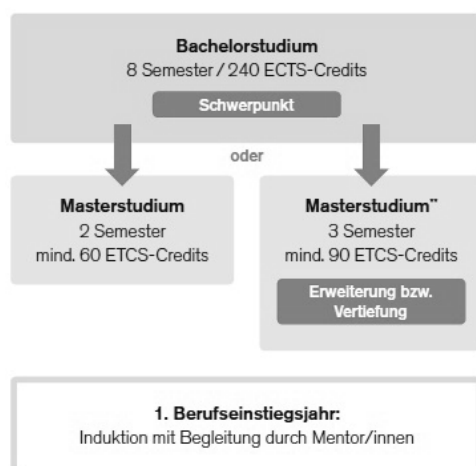 Bachelorstudium
8 Semester / 240 ECTS-Credits
Schwerpunkt
oder
Masterstudium
2 Semester
mind. 60 ETCS-Credits
Masterstudium**
3 Semester
mind. 90 ETCS-Credits
Erweiterung bzw.
Vertiefung
1. Berufseinstiegsjahr:
Induktion mit Begleitung durch Mentor/innen